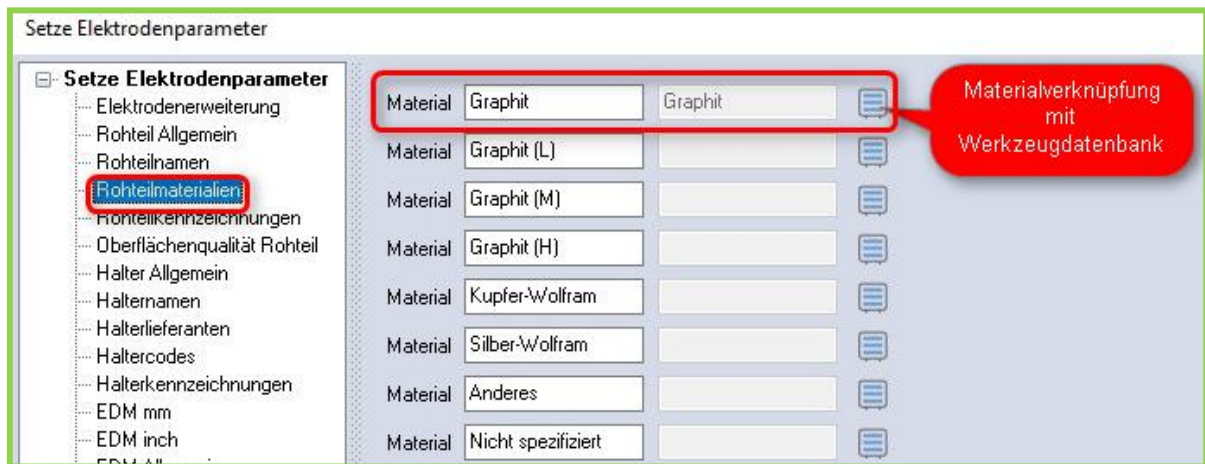 Setze Elektrodenparameter
Setze Elektrodenparameter
Elektrodenerweiterung
Rohteil Allgemein
Rohteilnamen
Rohteilmaterialien
Rohteilkennzeichnungen
Oberflächenqualität Rohteil
Halter Allgemein
Halternamen
Halterlieferanten
Haltercodes
Halterkennzeichnungen
EDM mm
EDM inch
Material Graphit Graphit
Material Graphit (L)
Material Graphit (M)
Material Graphit (H)
Material Kupfer-Wolfram
Material Silber-Wolfram
Material Anderes
Material Nicht spezifiziert
Materialverknüpfung
mit
Werkzeugdatenbank